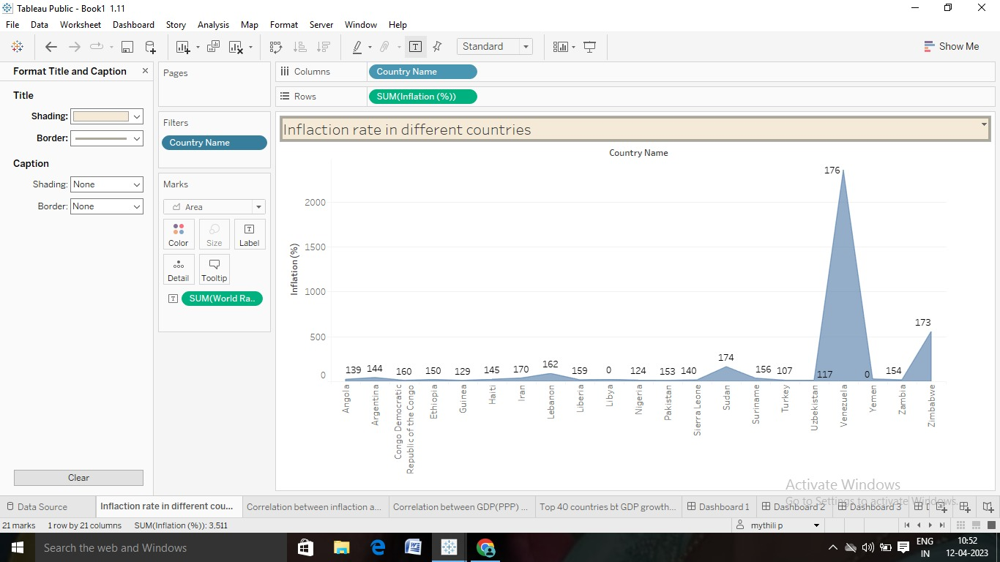 Tableau Public - Book1 1.11
File Data Worksheet Dashboard Story Analysis Map Format Server Window Help
Standard
Show Me
Format Title and Caption
Title
Shading:
Border:
Caption
Shading: None
Border: None
Clear
Pages
Filters
Country Name
Marks
Area
Color Size Label
Detail Tooltip
SUM(World Ra..
Columns Country Name
Rows SUM(Inflation (%))
Inflaction rate in different countries
Country Name
Inflation (%)
2000
1500
1000
500
0
139 144 160 150 129 145 170 162 159 0 124 153 140 174 156 107 117 176 0 154 173
Angola
Argentina
Congo Democratic
Republic of the Congo
Ethiopia
Guinea
Haiti
Iran
Lebanon
Liberia
Libya
Nigeria
Pakistan
Sierra Leone
Sudan
Suriname
Turkey
Uzbekistan
Venezuela
Yemen
Zambia
Zimbabwe
Activate Windows
Go to Settings to activate Windows.
Data Source Inflaction rate in different cou... Correlation between inflaction a... Correlation between GDP(PPP) ... Top 40 countries bt GDP growth... Dashboard 1 Dashboard 2 Dashboard 3
21 marks 1 row by 21 columns SUM(Inflation (%)): 3.511
mythili p
Search the web and Windows
ENG
IN
10:52
12-04-2023